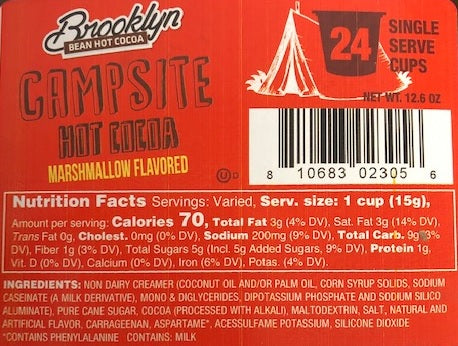 Brooklyn
BEAN HOT COCOA
CAMPSITE
HOT COCOA
MARSHMALLOW FLAVORED
24 SINGLE
SERVE
CUPS
NET WT. 12.6 OZ
U D
8 10683 02305 6
Nutrition Facts Servings: Varied, Serv. size: 1 cup (15g),
Amount per serving: Calories 70, Total Fat 3g (4% DV), Sat. Fat 3g (14% DV),
Trans Fat 0g, Cholest. 0mg (0% DV), Sodium 200mg (9% DV), Total Carb. 9g (3%
DV), Fiber 1g (3% DV), Total Sugars 5g (Incl. 5g Added Sugars, 9% DV), Protein 1g,
Vit. D (0% DV), Calcium (0% DV), Iron (6% DV), Potas. (4% DV).
INGREDIENTS: NON DAIRY CREAMER (COCONUT OIL AND/OR PALM OIL, CORN SYRUP SOLIDS, SODIUM
CASEINATE (A MILK DERIVATIVE), MONO & DIGLYCERIDES, DIPOTASSIUM PHOSPHATE AND SODIUM SILICO
ALUMINATE), PURE CANE SUGAR, COCOA (PROCESSED WITH ALKALI), MALTODEXTRIN, SALT, NATURAL AND
ARTIFICIAL FLAVOR, CARRAGEENAN, ASPARTAME*, ACESULFAME POTASSIUM, SILICONE DIOXIDE
*CONTAINS PHENYLALANINE CONTAINS: MILK